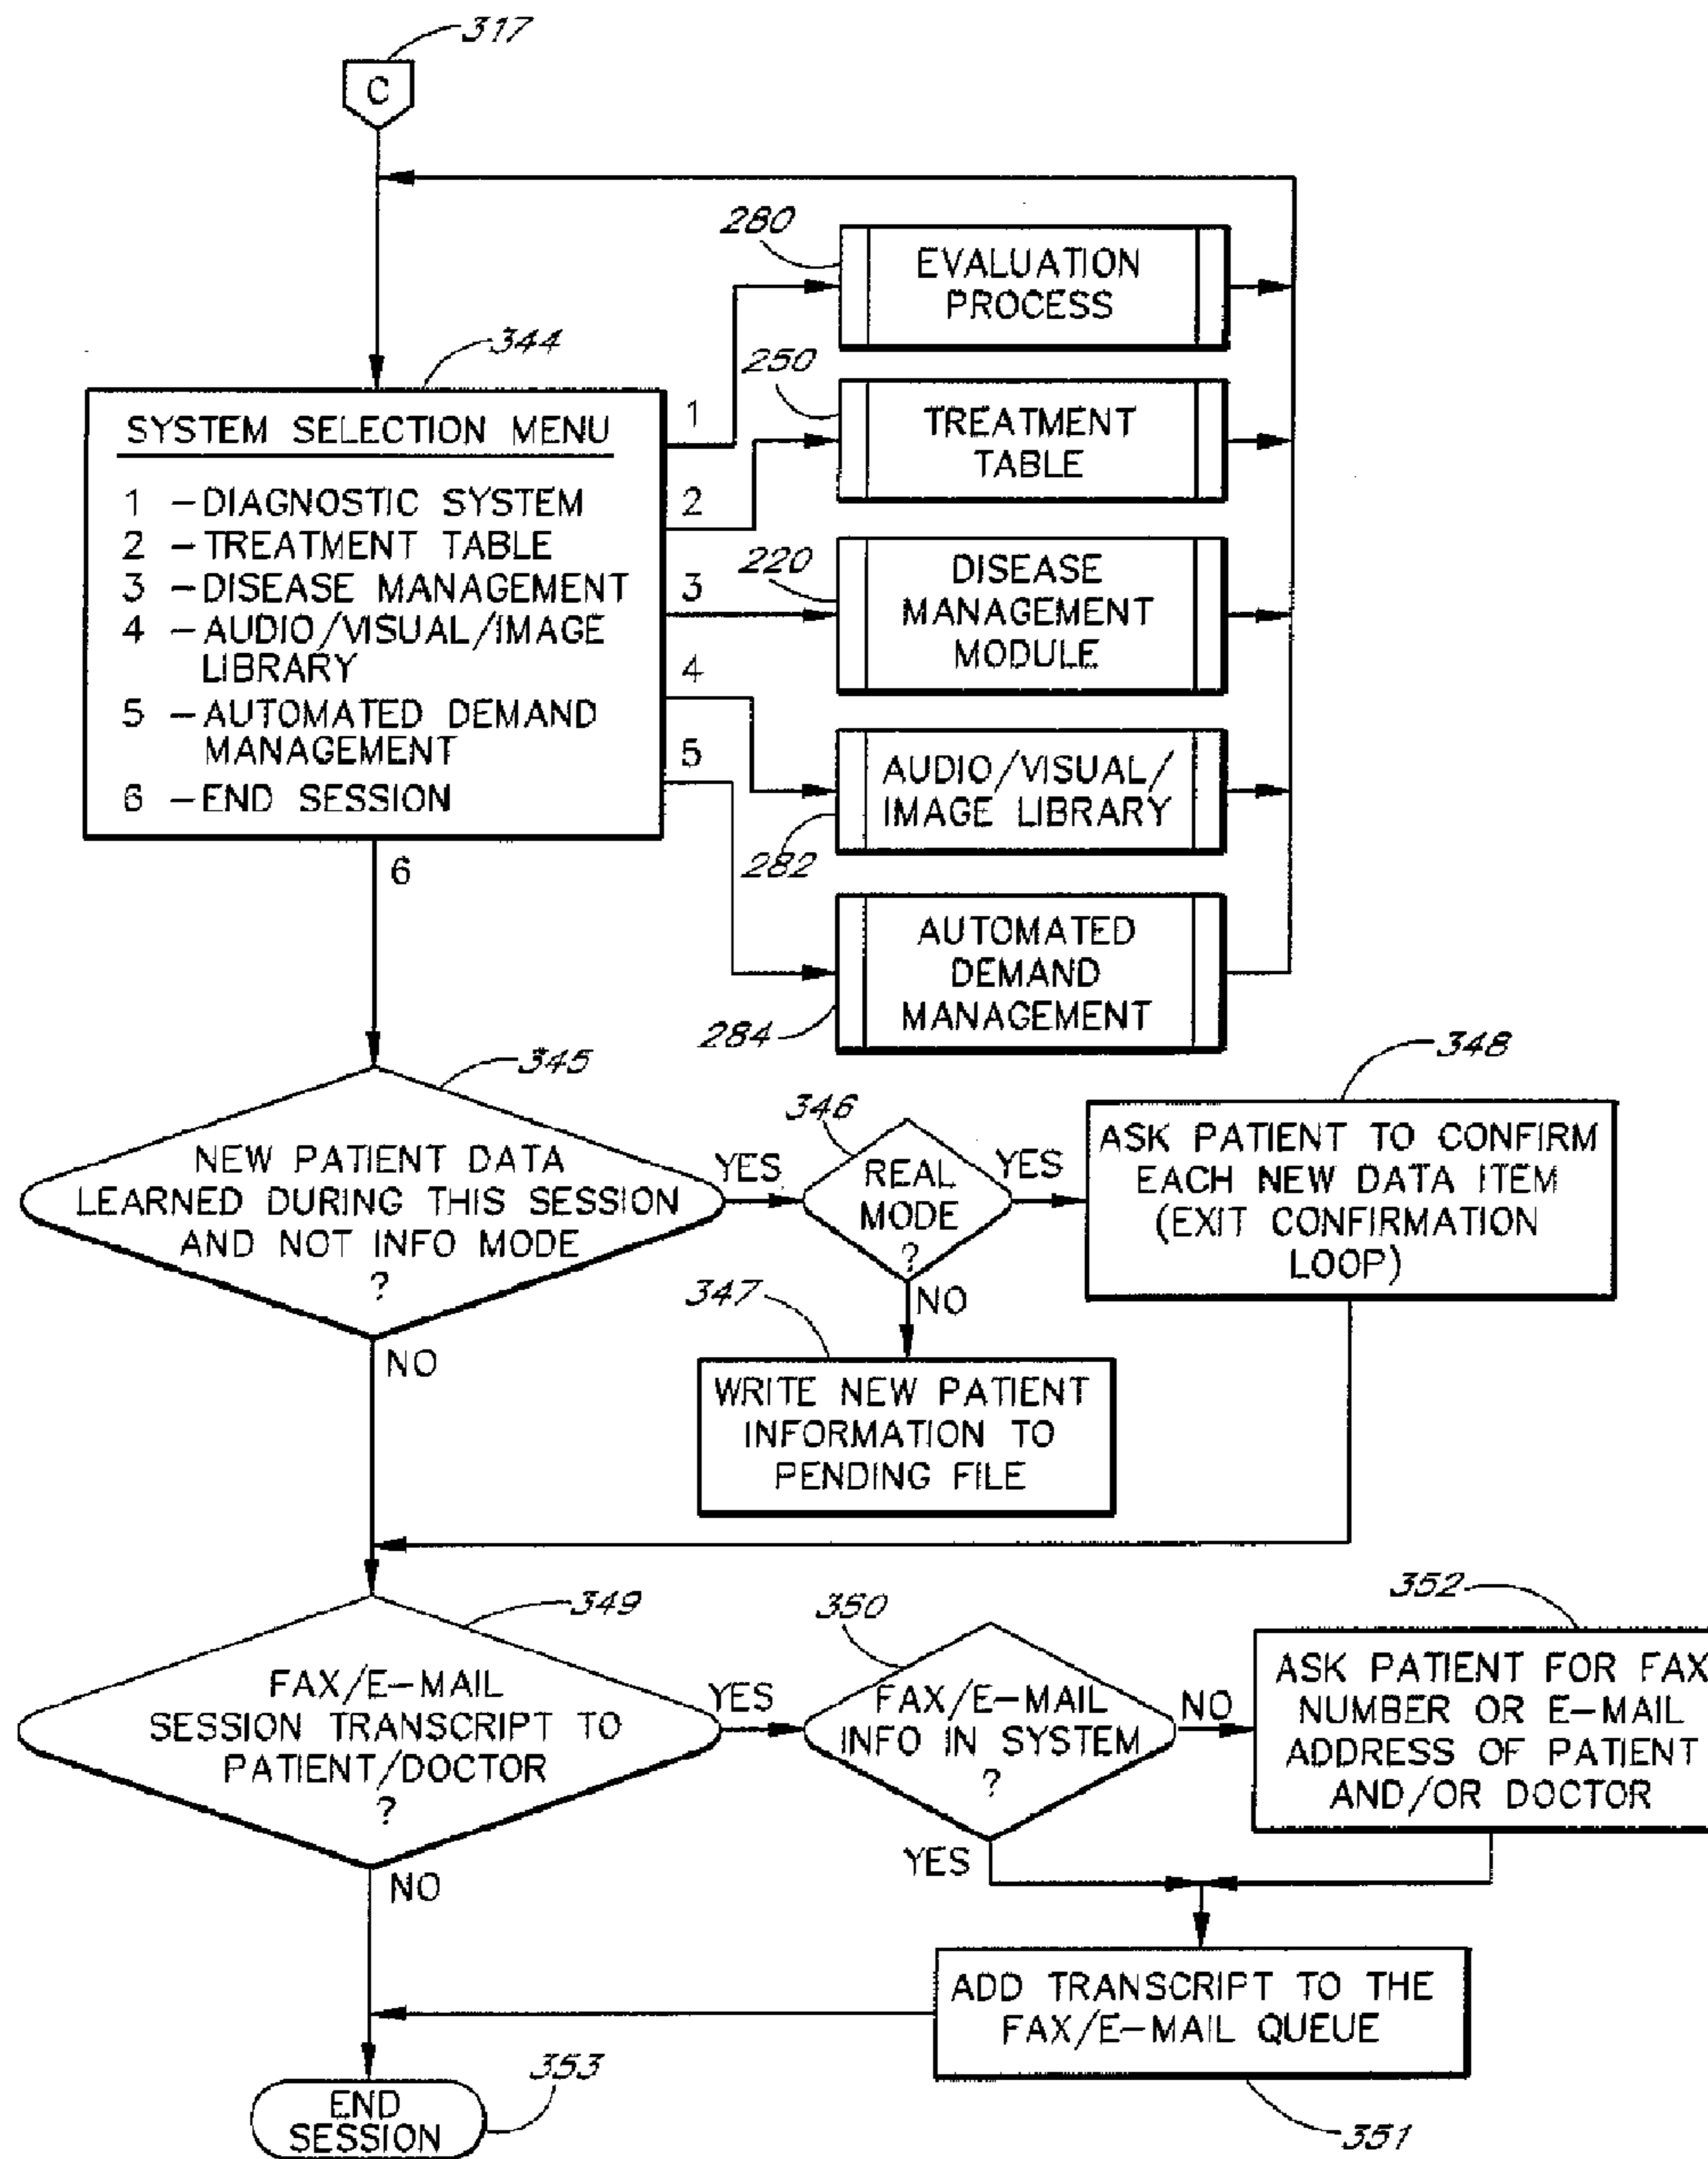 317
C
280
EVALUATION
PROCESS
344
SYSTEM SELECTION MENU
1 –DIAGNOSTIC SYSTEM
2 –TREATMENT TABLE
3 –DISEASE MANAGEMENT
4 –AUDIO/VISUAL/IMAGE
LIBRARY
5 –AUTOMATED DEMAND
MANAGEMENT
6 –END SESSION
1
2
3
4
5
6
250
TREATMENT
TABLE
220
DISEASE
MANAGEMENT
MODULE
AUDIO/VISUAL/
IMAGE LIBRARY
282
AUTOMATED
DEMAND
MANAGEMENT
284
345
NEW PATIENT DATA
LEARNED DURING THIS SESSION
AND NOT INFO MODE
?
YES
NO
346
REAL
MODE
?
YES
NO
348
ASK PATIENT TO CONFIRM
EACH NEW DATA ITEM
(EXIT CONFIRMATION
LOOP)
347
WRITE NEW PATIENT
INFORMATION TO
PENDING FILE
349
FAX/E–MAIL
SESSION TRANSCRIPT TO
PATIENT/DOCTOR
?
YES
NO
350
FAX/E–MAIL
INFO IN SYSTEM
?
NO
YES
352
ASK PATIENT FOR FAX
NUMBER OR E–MAIL
ADDRESS OF PATIENT
AND/OR DOCTOR
ADD TRANSCRIPT TO THE
FAX/E–MAIL QUEUE
351
353
END
SESSION